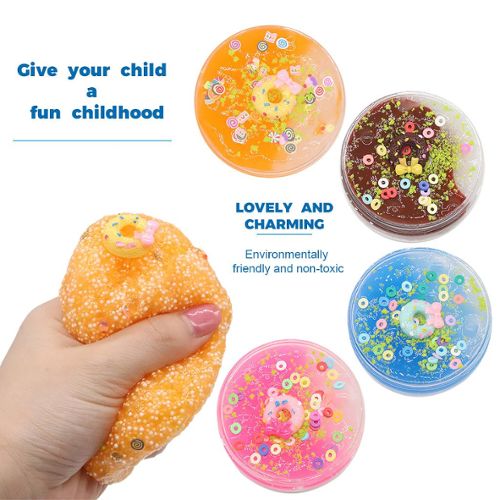 Give your child
a
fun childhood
LOVELY AND
CHARMING
Environmentally
friendly and non-toxic